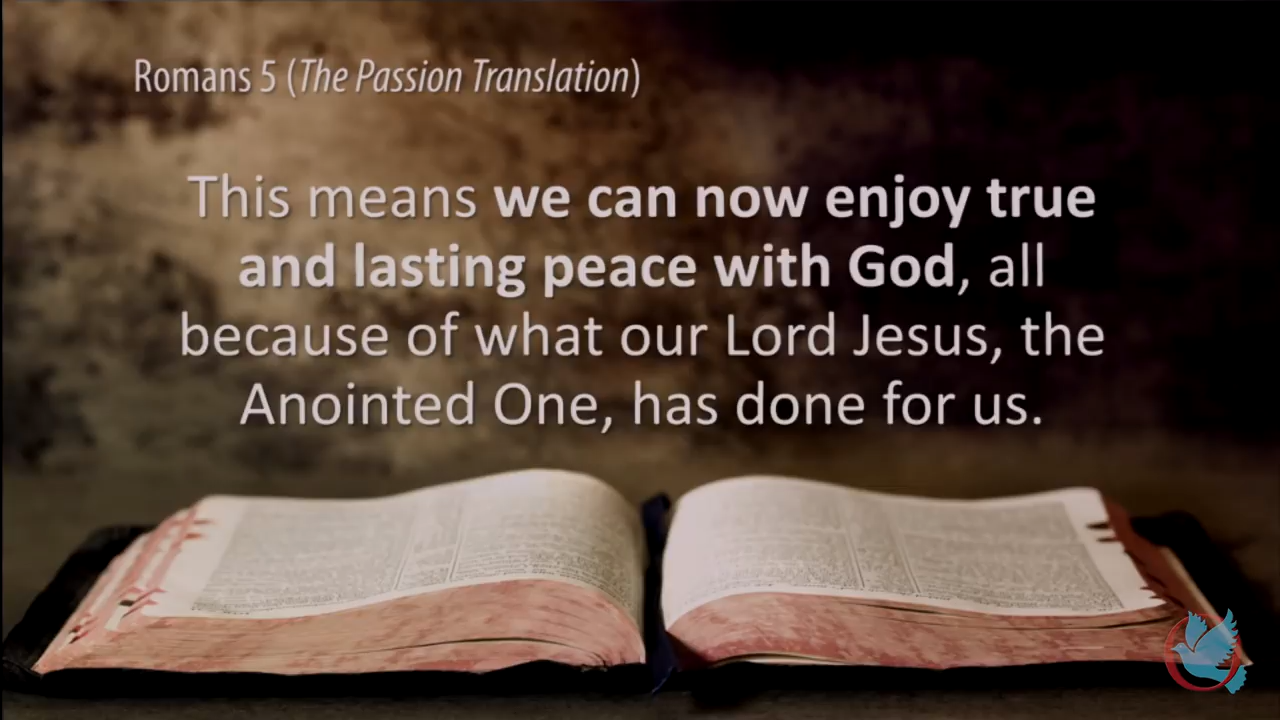 Romans 5 (The Passion Translation)
This means we can now enjoy true
and lasting peace with God, all
because of what our Lord Jesus, the
Anointed One, has done for us.